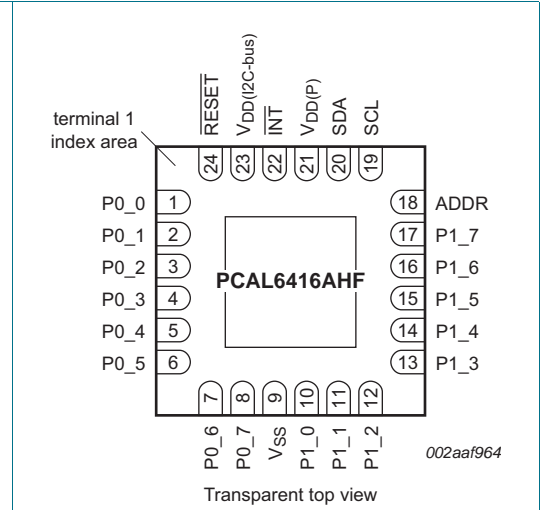 RESET
VDD(I2C-bus)
INT
VDD(P)
SDA
SCL
terminal 1
index area
24 23 22 21 20 19
P0_0 1 18 ADDR
P0_1 2 17 P1_7
P0_2 3 16 P1_6
PCAL6416AHF
P0_3 4 15 P1_5
P0_4 5 14 P1_4
P0_5 6 13 P1_3
7 8 9 10 11 12
P0_6
P0_7
VSS
P1_0
P1_1
P1_2
002aaf964
Transparent top view